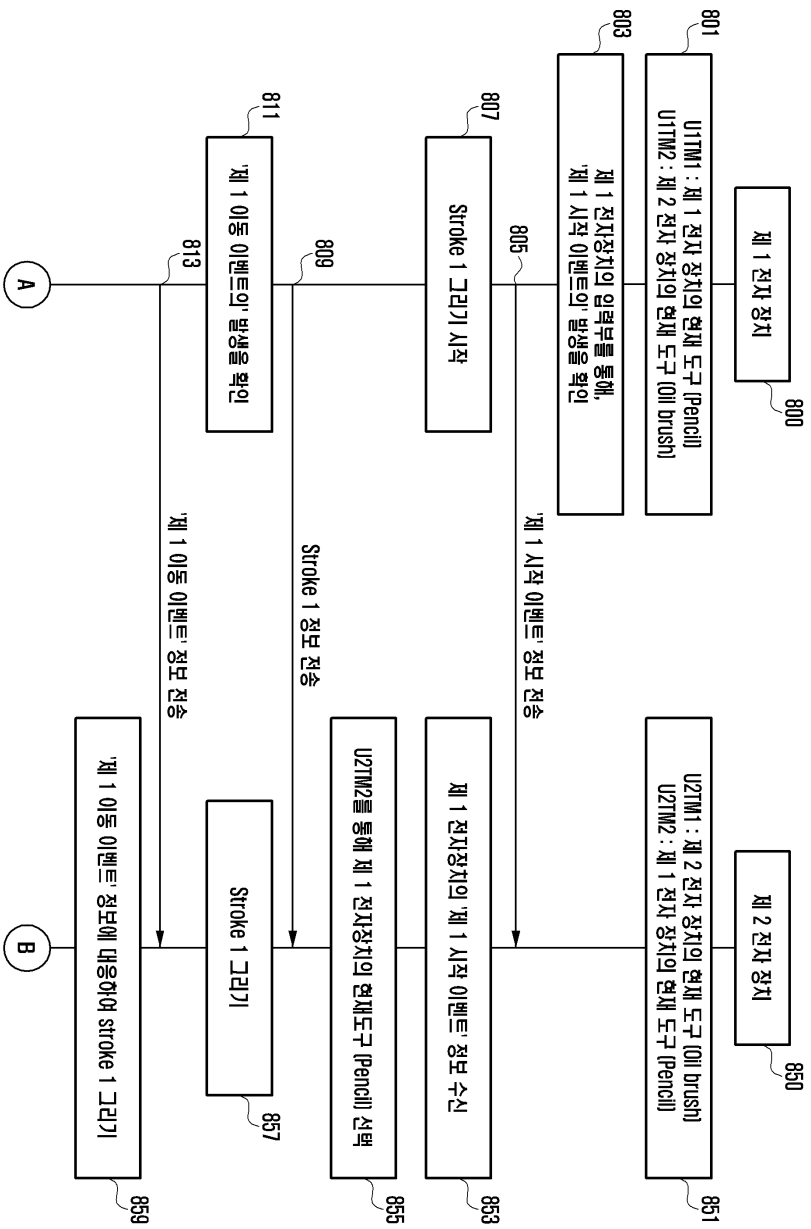 제 1 전자 장치
800
제 2 전자 장치
850
801
U1TM1 : 제 1 전자 장치의 현재 도구 (Pencil)
U1TM2 : 제 2 전자 장치의 현재 도구 (Oil brush)
U2TM1 : 제 2 전자 장치의 현재 도구 (Oil brush)
U2TM2 : 제 1 전자 장치의 현재 도구 (Pencil)
851
803
제 1 전자장치의 입력부를 통해,
'제 1 시작 이벤트의' 발생을 확인
805
'제 1 시작 이벤트' 정보 전송
807
Stroke 1 그리기 시작
제 1 전자장치의 '제 1 시작 이벤트' 정보 수신
853
U2TM2를 통해 제 1 전자장치의 현재도구 (Pencil) 선택
855
809
Stroke 1 정보 전송
811
'제 1 이동 이벤트의' 발생을 확인
Stroke 1 그리기
857
813
'제 1 이동 이벤트' 정보 전송
'제 1 이동 이벤트' 정보에 대응하여 stroke 1 그리기
859
A
B